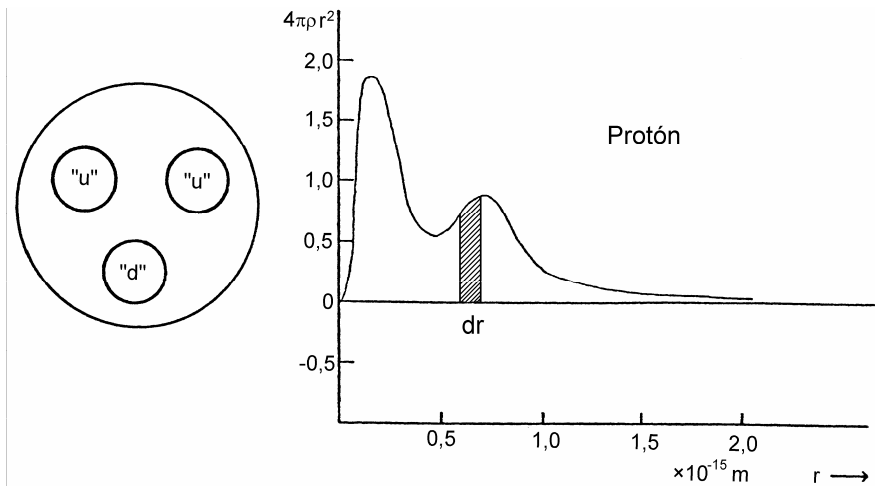 "u" "u"
"d"
4πρr²
2,0
1,5
1,0
0,5
0
-0,5
Protón
dr
0,5 1,0 1,5 2,0
×10⁻¹⁵ m r